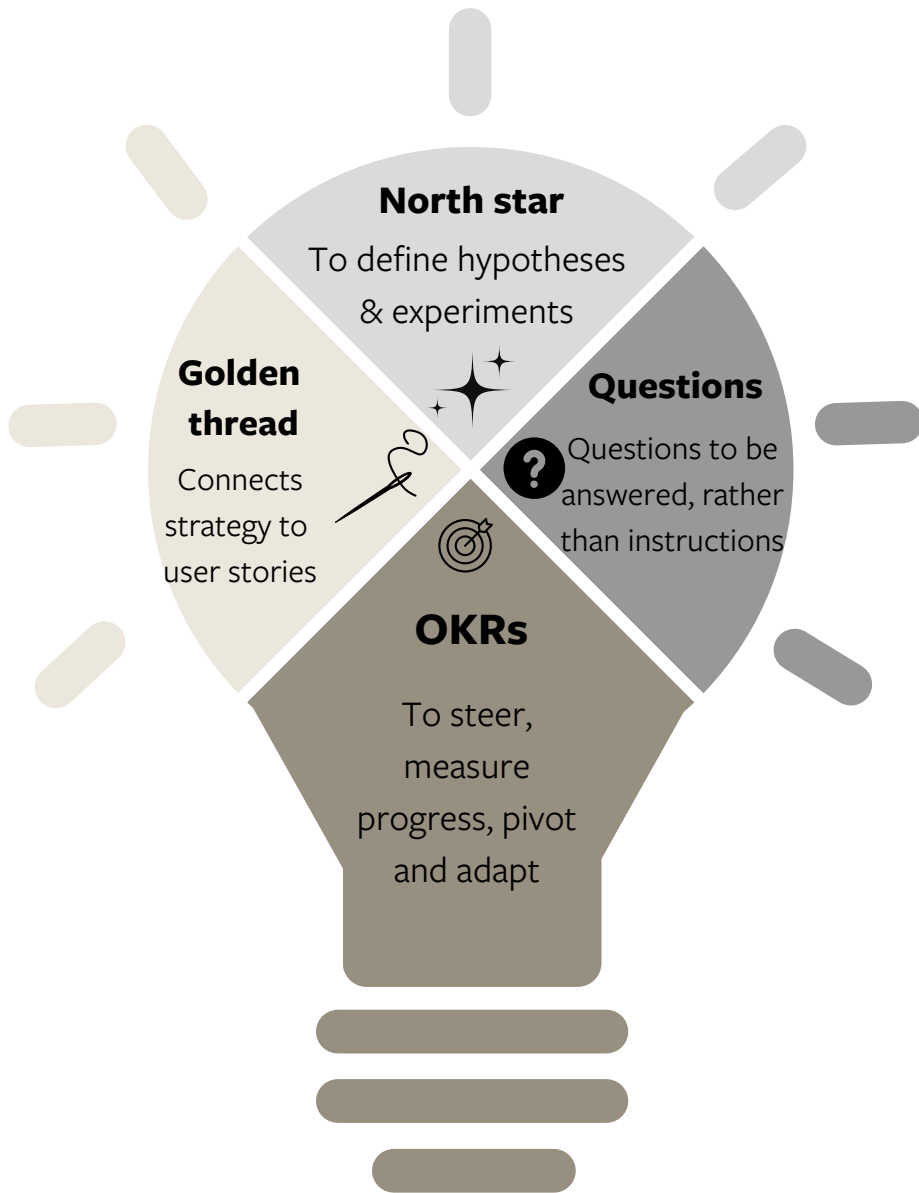 North star
To define hypotheses
& experiments
Golden
thread
Connects
strategy to
user stories
Questions
?
Questions to be
answered, rather
than instructions
OKRs
To steer,
measure
progress, pivot
and adapt